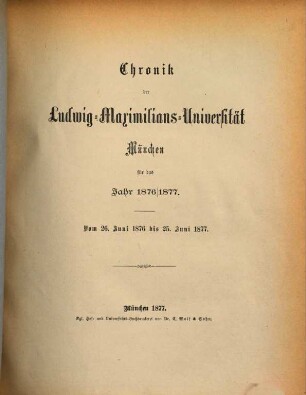 Chronik
der
Ludwig=Maximilians=Universität
München
für das
Jahr 1876|1877.
Vom 26. Juni 1876 bis 25. Juni 1877.
München 1877.
Kgl. Hof- und Universitäts-Buchdruckerei von Dr. C. Wolf & Sohn.